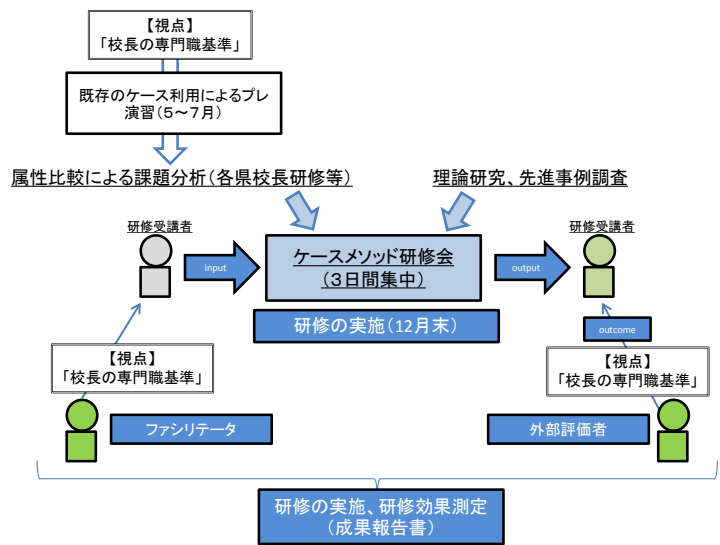 【視点】
「校長の専門職基準」
既存のケース利用によるプレ
演習(5～7月)
属性比較による課題分析(各県校長研修等)
理論研究、先進事例調査
研修受講者
研修受講者
input
ケースメソッド研修会
(3日間集中)
output
研修の実施(12月末)
outcome
【視点】
「校長の専門職基準」
【視点】
「校長の専門職基準」
ファシリテータ
外部評価者
研修の実施、研修効果測定
(成果報告書)